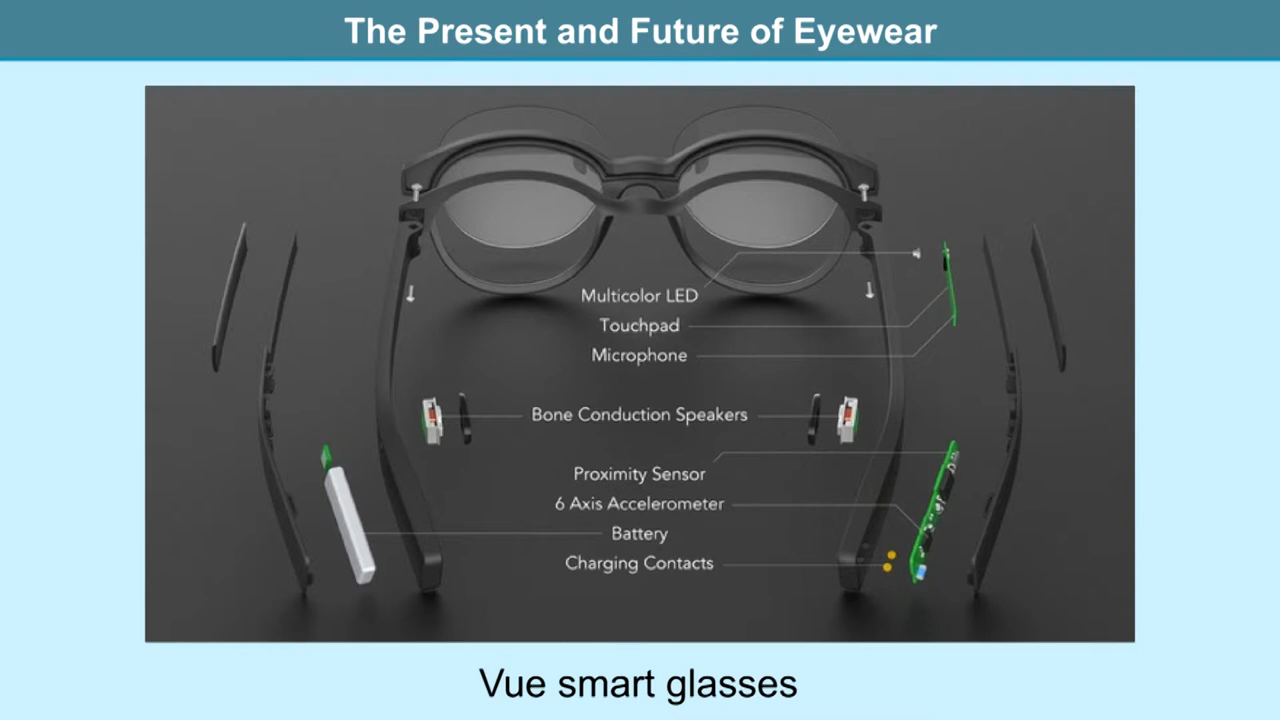 The Present and Future of Eyewear
Multicolor LED
Touchpad
Microphone
Bone Conduction Speakers
Proximity Sensor
6 Axis Accelerometer
Battery
Charging Contacts
Vue smart glasses